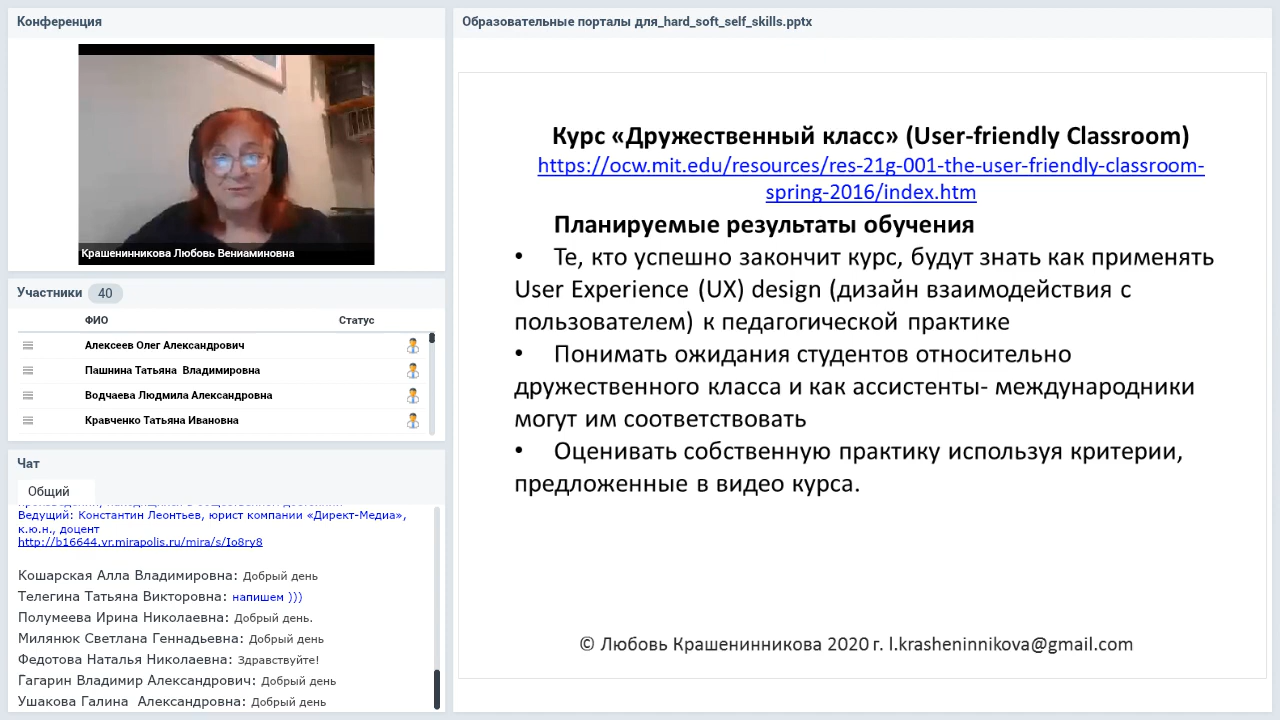 Конференция
Крашенинникова Любовь Вениаминовна
Участники 40
ФИО Статус
Алексеев Олег Александрович
Пашнина Татьяна Владимировна
Водчаева Людмила Александровна
Кравченко Татьяна Ивановна
Чат
Общий
Ведущий: Константин Леонтьев, юрист компании «Директ-Медиа»,
к.ю.н., доцент
http://b16644.vr.mirapolis.ru/mira/s/Io8ry8
Кошарская Алла Владимировна: Добрый день
Телегина Татьяна Викторовна: напишем )))
Полумеева Ирина Николаевна: Добрый день.
Милянюк Светлана Геннадьевна: Добрый день
Федотова Наталья Николаевна: Здравствуйте!
Гагарин Владимир Александрович: Добрый день
Ушакова Галина Александровна: Добрый день
Образовательные порталы для_hard_soft_self_skills.pptx
Курс «Дружественный класс» (User-friendly Classroom)
https://ocw.mit.edu/resources/res-21g-001-the-user-friendly-classroom-
spring-2016/index.htm
Планируемые результаты обучения
• Те, кто успешно закончит курс, будут знать как применять
User Experience (UX) design (дизайн взаимодействия с
пользователем) к педагогической практике
• Понимать ожидания студентов относительно
дружественного класса и как ассистенты- международники
могут им соответствовать
• Оценивать собственную практику используя критерии,
предложенные в видео курса.
© Любовь Крашенинникова 2020 г. l.krasheninnikova@gmail.com